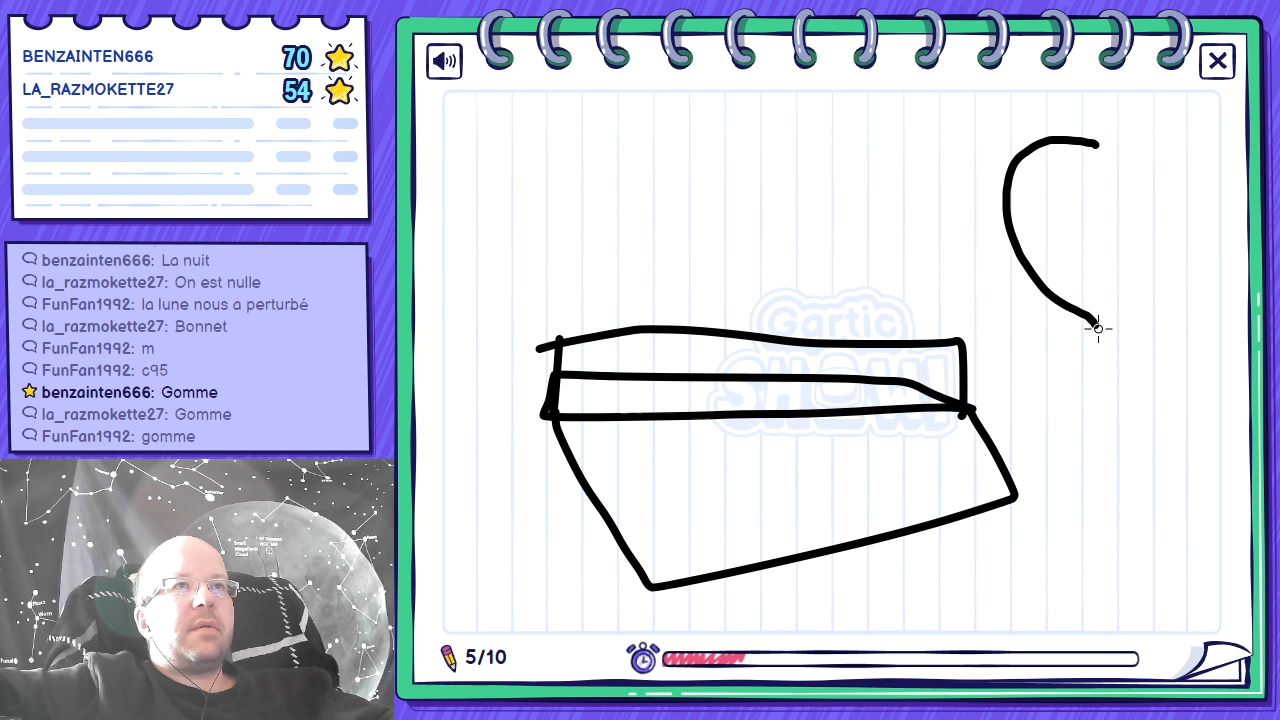 BENZAINTEN666 70
LA_RAZMOKETTE27 54
benzainten666: La nuit
la_razmokette27: On est nulle
FunFan1992: la lune nous a perturbé
la_razmokette27: Bonnet
FunFan1992: m
FunFan1992: c95
benzainten666: Gomme
la_razmokette27: Gomme
FunFan1992: gomme
Gartic
SHOW!
5/10